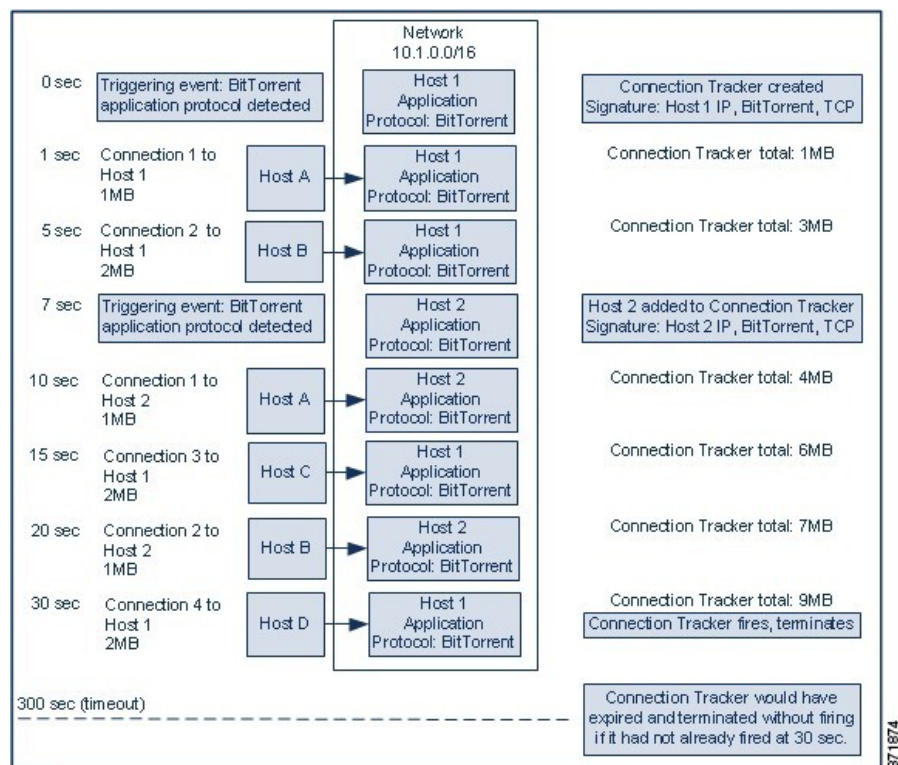 Network
10.1.0.0/16
0 sec
Triggering event: BitTorrent
application protocol detected
Host 1
Application
Protocol: BitTorrent
Connection Tracker created
Signature: Host 1 IP, BitTorrent, TCP
1 sec
Connection 1 to
Host 1
1MB
Host A
Host 1
Application
Protocol: BitTorrent
Connection Tracker total: 1MB
5 sec
Connection 2 to
Host 1
2MB
Host B
Host 1
Application
Protocol: BitTorrent
Connection Tracker total: 3MB
7 sec
Triggering event: BitTorrent
application protocol detected
Host 2
Application
Protocol: BitTorrent
Host 2 added to Connection Tracker
Signature: Host 2 IP, BitTorrent, TCP
10 sec
Connection 1 to
Host 2
1MB
Host A
Host 2
Application
Protocol: BitTorrent
Connection Tracker total: 4MB
15 sec
Connection 3 to
Host 1
2MB
Host C
Host 1
Application
Protocol: BitTorrent
Connection Tracker total: 6MB
20 sec
Connection 2 to
Host 2
1MB
Host B
Host 2
Application
Protocol: BitTorrent
Connection Tracker total: 7MB
30 sec
Connection 4 to
Host 1
2MB
Host D
Host 1
Application
Protocol: BitTorrent
Connection Tracker total: 9MB
Connection Tracker fires, terminates
300 sec (timeout)
Connection Tracker would have
expired and terminated without firing
if it had not already fired at 30 sec.
371874